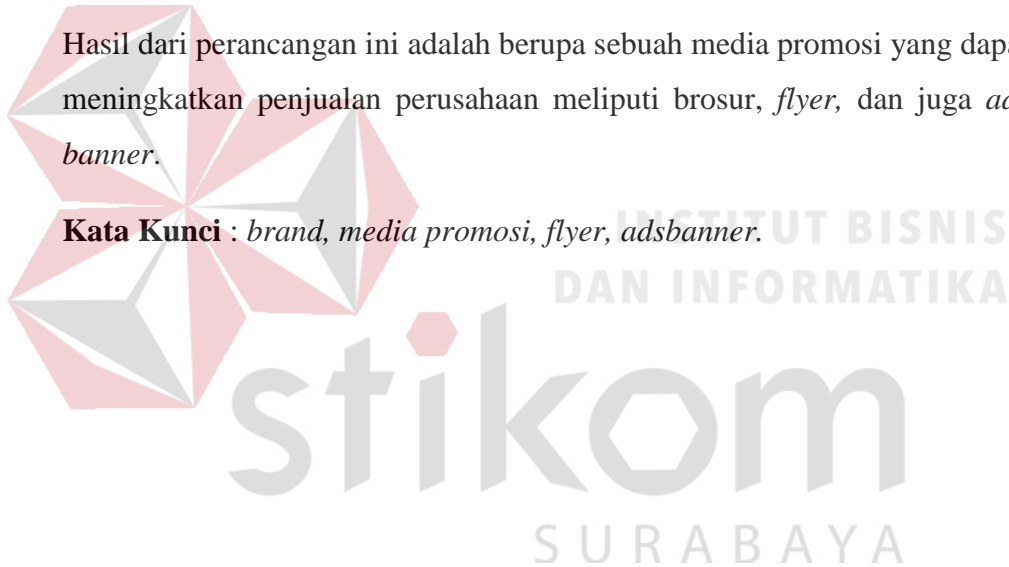 Hasil dari perancangan ini adalah berupa sebuah media promosi yang dapa
meningkatkan penjualan perusahaan meliputi brosur, flyer, dan juga ad
banner.
Kata Kunci : brand, media promosi, flyer, adsbanner.
INSTITUT BISNIS
DAN INFORMATIKA
stikom
SURABAYA